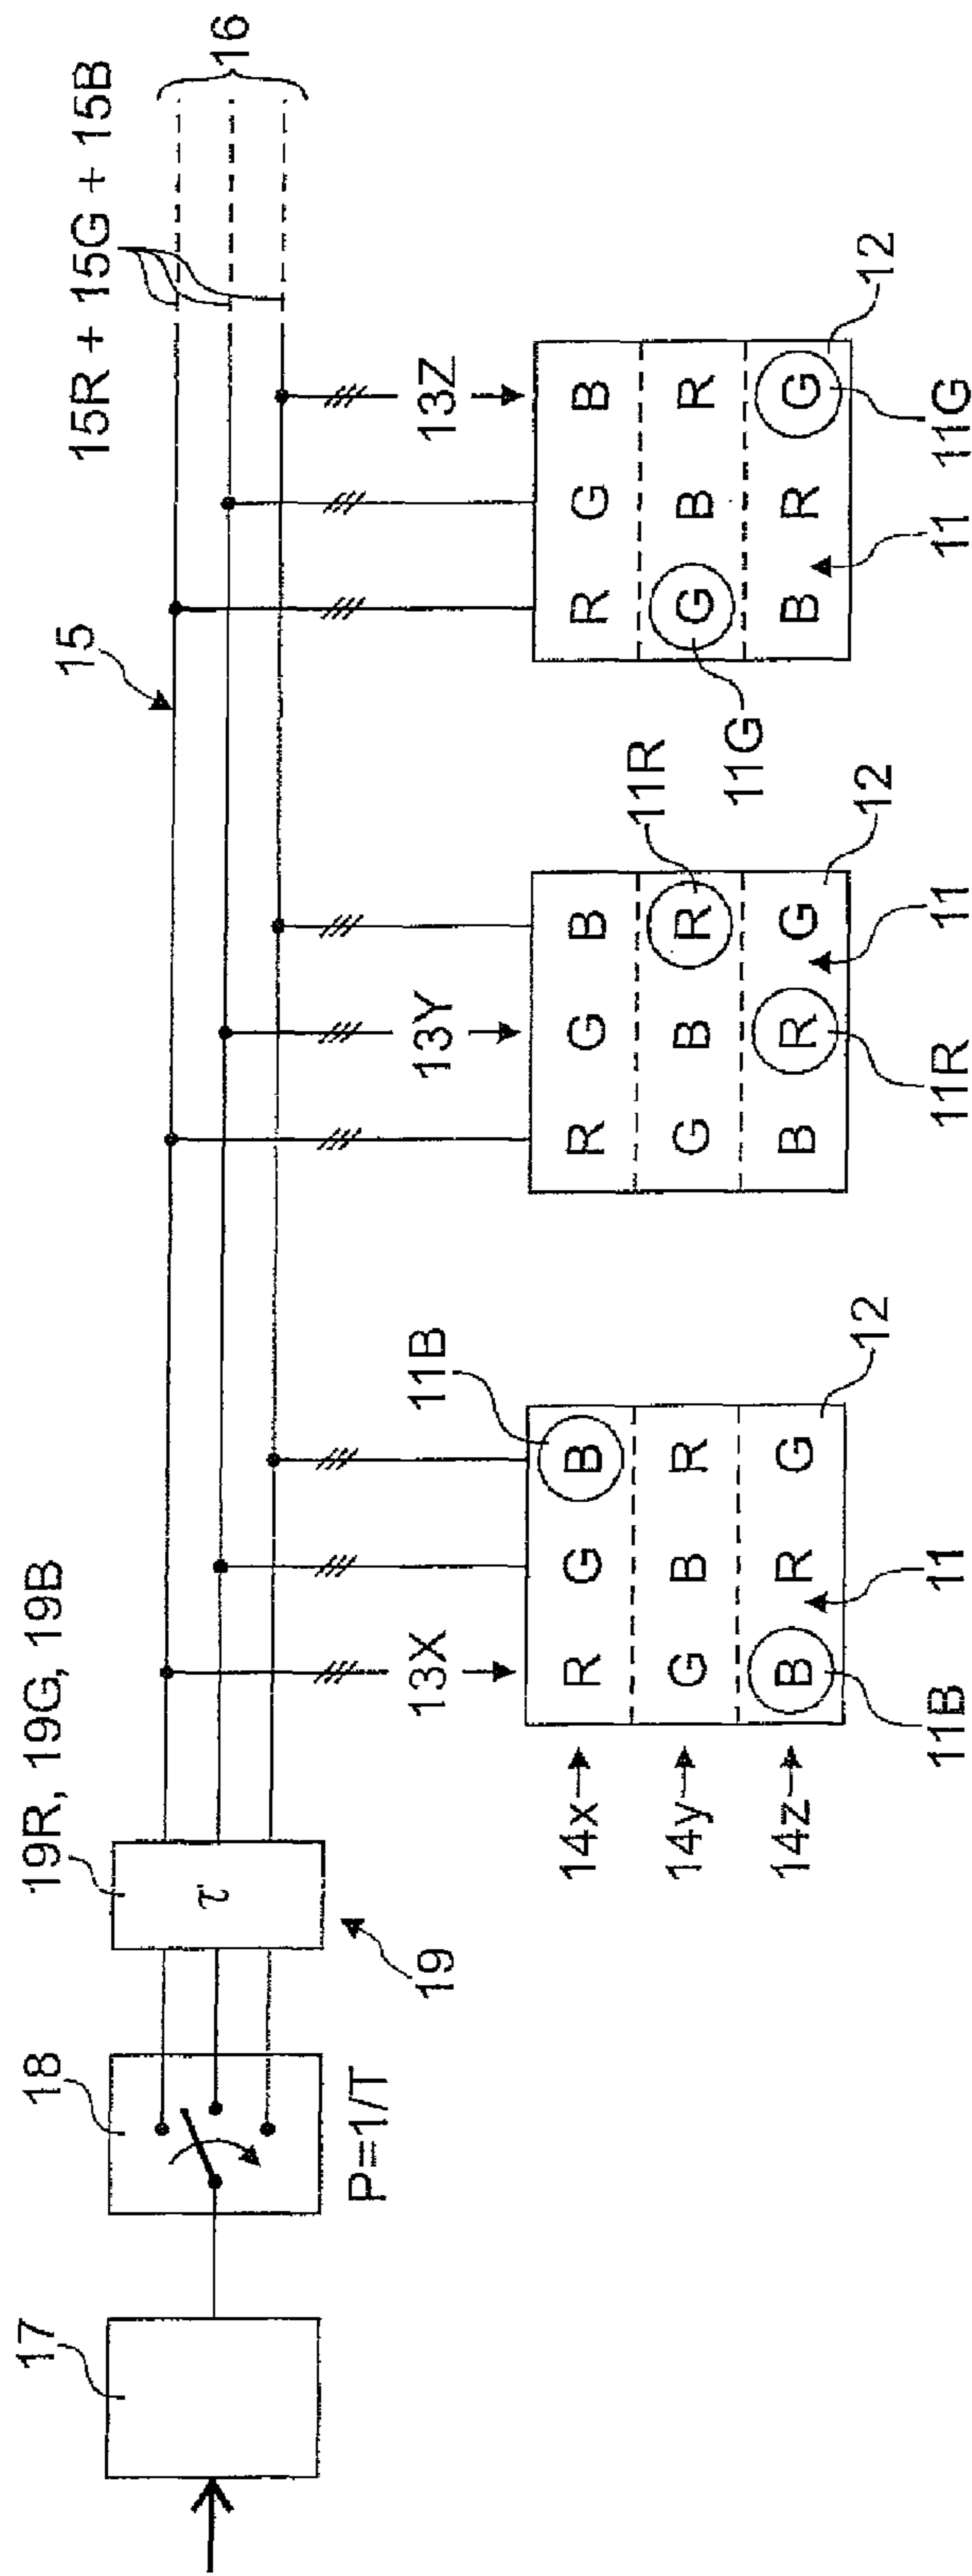 15R + 15G + 15B
16
15
19R, 19G, 19B
18
17
τ
19
P=1/T
13X
13Y
13Z
11B
11R
14x
R G B
R G B
R G B
14y
G B R
G B R
G B R
14z
B R G
B R G
B R G
12
12
12
11G
11B
11
11R
11
11
11G